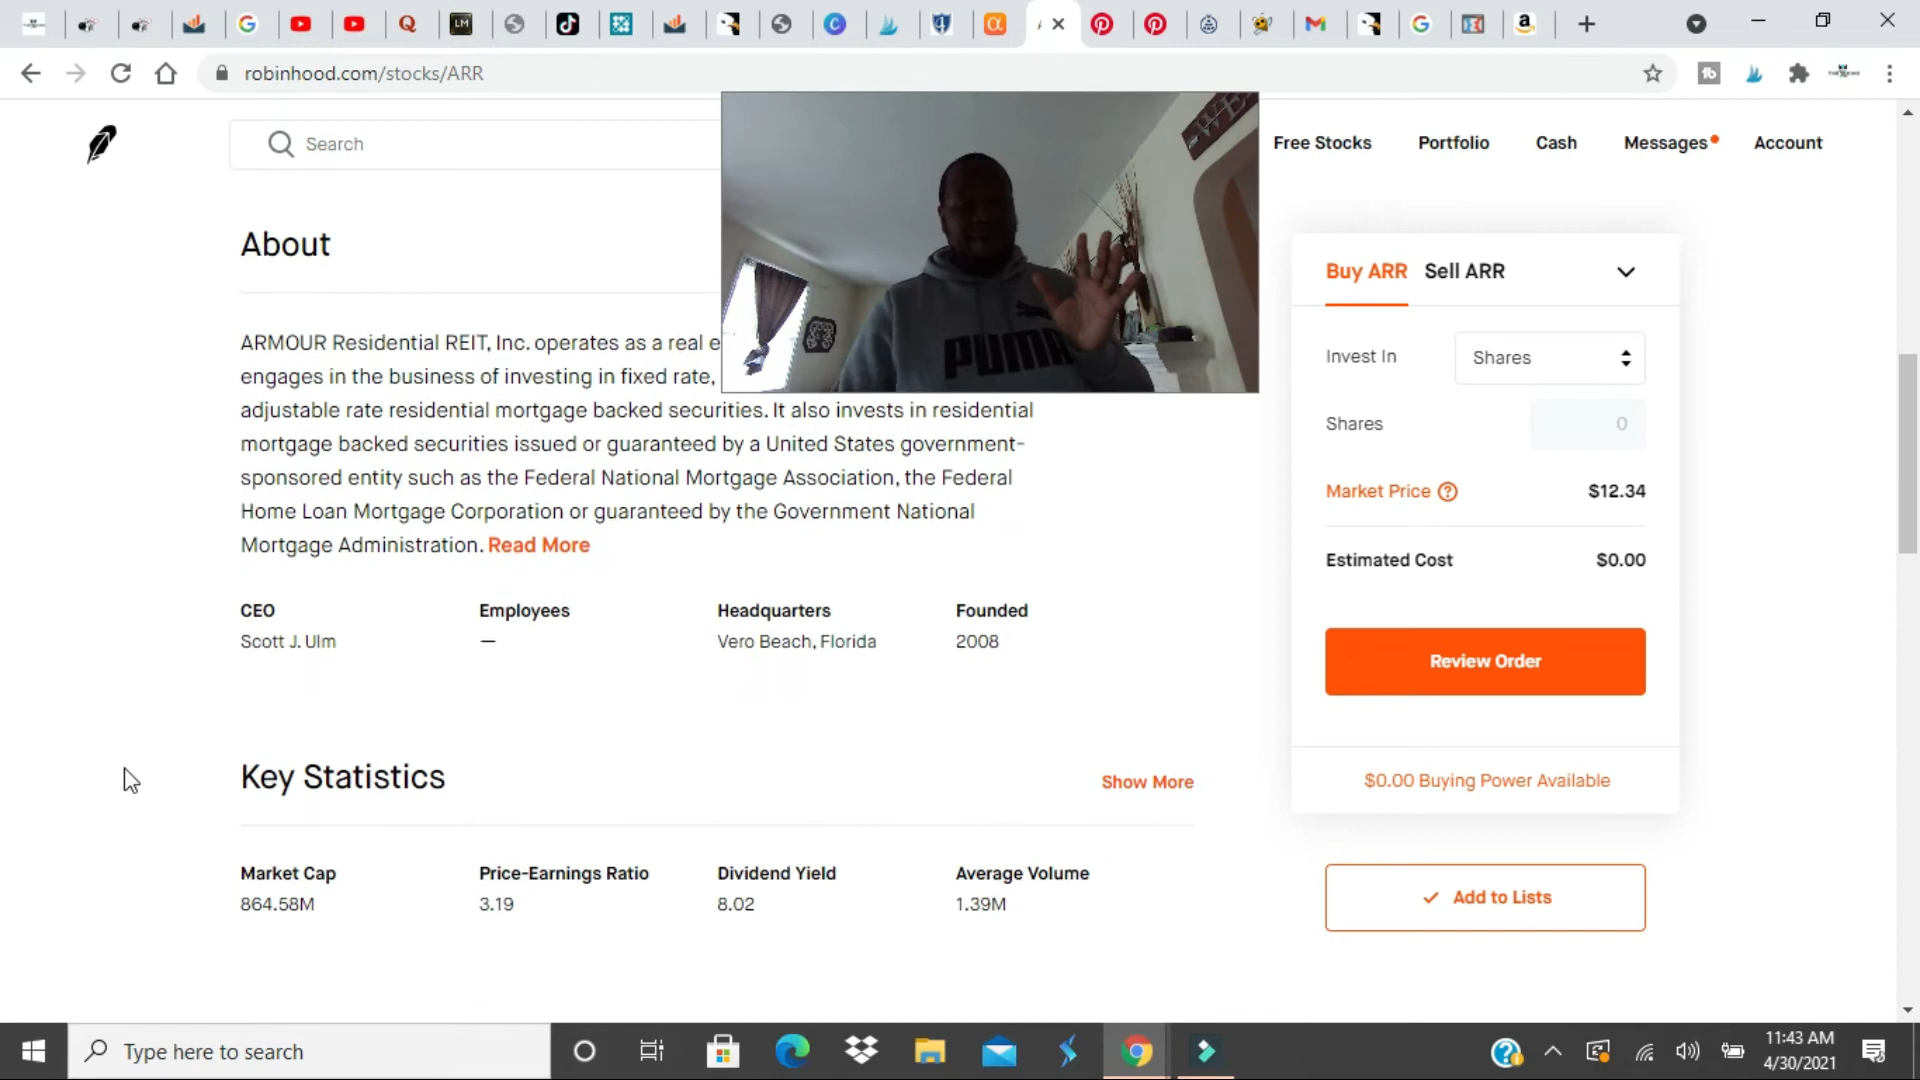 robinhood.com/stocks/ARR
Search
Free Stocks
Portfolio
Cash
Messages
Account
About
ARMOUR Residential REIT, Inc. operates as a real e
engages in the business of investing in fixed rate,
adjustable rate residential mortgage backed securities. It also invests in residential
mortgage backed securities issued or guaranteed by a United States government-
sponsored entity such as the Federal National Mortgage Association, the Federal
Home Loan Mortgage Corporation or guaranteed by the Government National
Mortgage Administration. Read More
CEO
Scott J. Ulm
Employees
—
Headquarters
Vero Beach, Florida
Founded
2008
Key Statistics
Show More
Market Cap
864.58M
Price-Earnings Ratio
3.19
Dividend Yield
8.02
Average Volume
1.39M
PUMA
Buy ARR
Sell ARR
Invest In
Shares
Shares
0
Market Price
$12.34
Estimated Cost
$0.00
Review Order
$0.00 Buying Power Available
Add to Lists
Type here to search
11:43 AM
4/30/2021